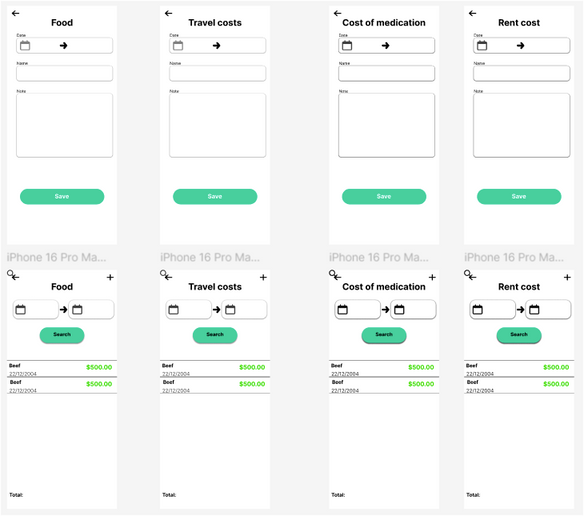 Food
Date
Name
Note
Save
Travel costs
Date
Name
Note
Save
Cost of medication
Date
Name
Note
Save
Rent cost
Date
Name
Note
Save
iPhone 16 Pro Ma...
Food
Search
Beef $500.00
22/12/2004
Beef $500.00
22/12/2004
Total:
iPhone 16 Pro Ma...
Travel costs
Search
Beef $500.00
22/12/2004
Beef $500.00
22/12/2004
Total:
iPhone 16 Pro Ma...
Cost of medication
Search
Beef $500.00
22/12/2004
Beef $500.00
22/12/2004
Total:
iPhone 16 Pro Ma...
Rent cost
Search
Beef $500.00
22/12/2004
Beef $500.00
22/12/2004
Total: